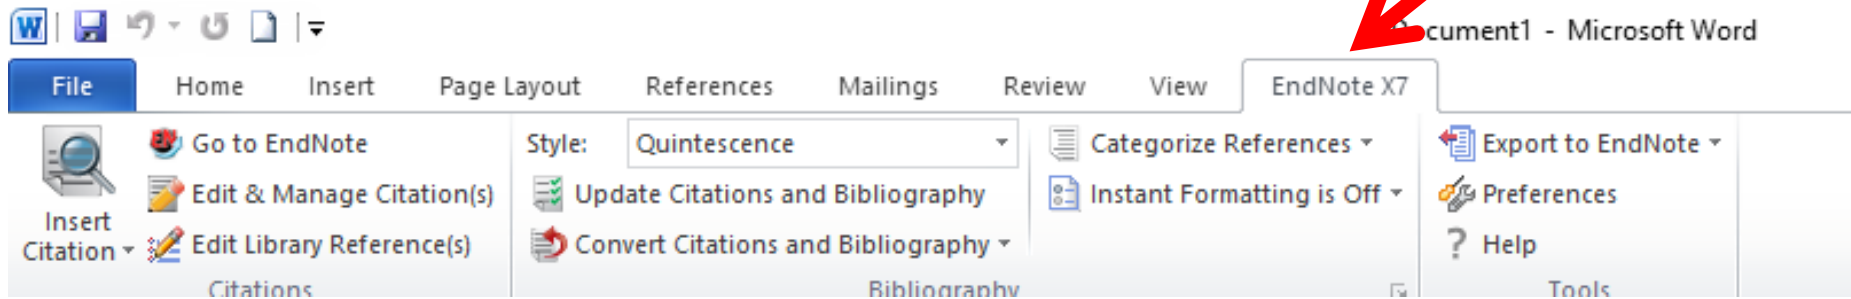 cument1 - Microsoft Word
File Home Insert Page Layout References Mailings Review View EndNote X7
Insert Citation
Go to EndNote
Edit & Manage Citation(s)
Edit Library Reference(s)
Citations
Style: Quintescence
Update Citations and Bibliography
Convert Citations and Bibliography
Categorize References
Instant Formatting is Off
Bibliography
Export to EndNote
Preferences
? Help
Tools